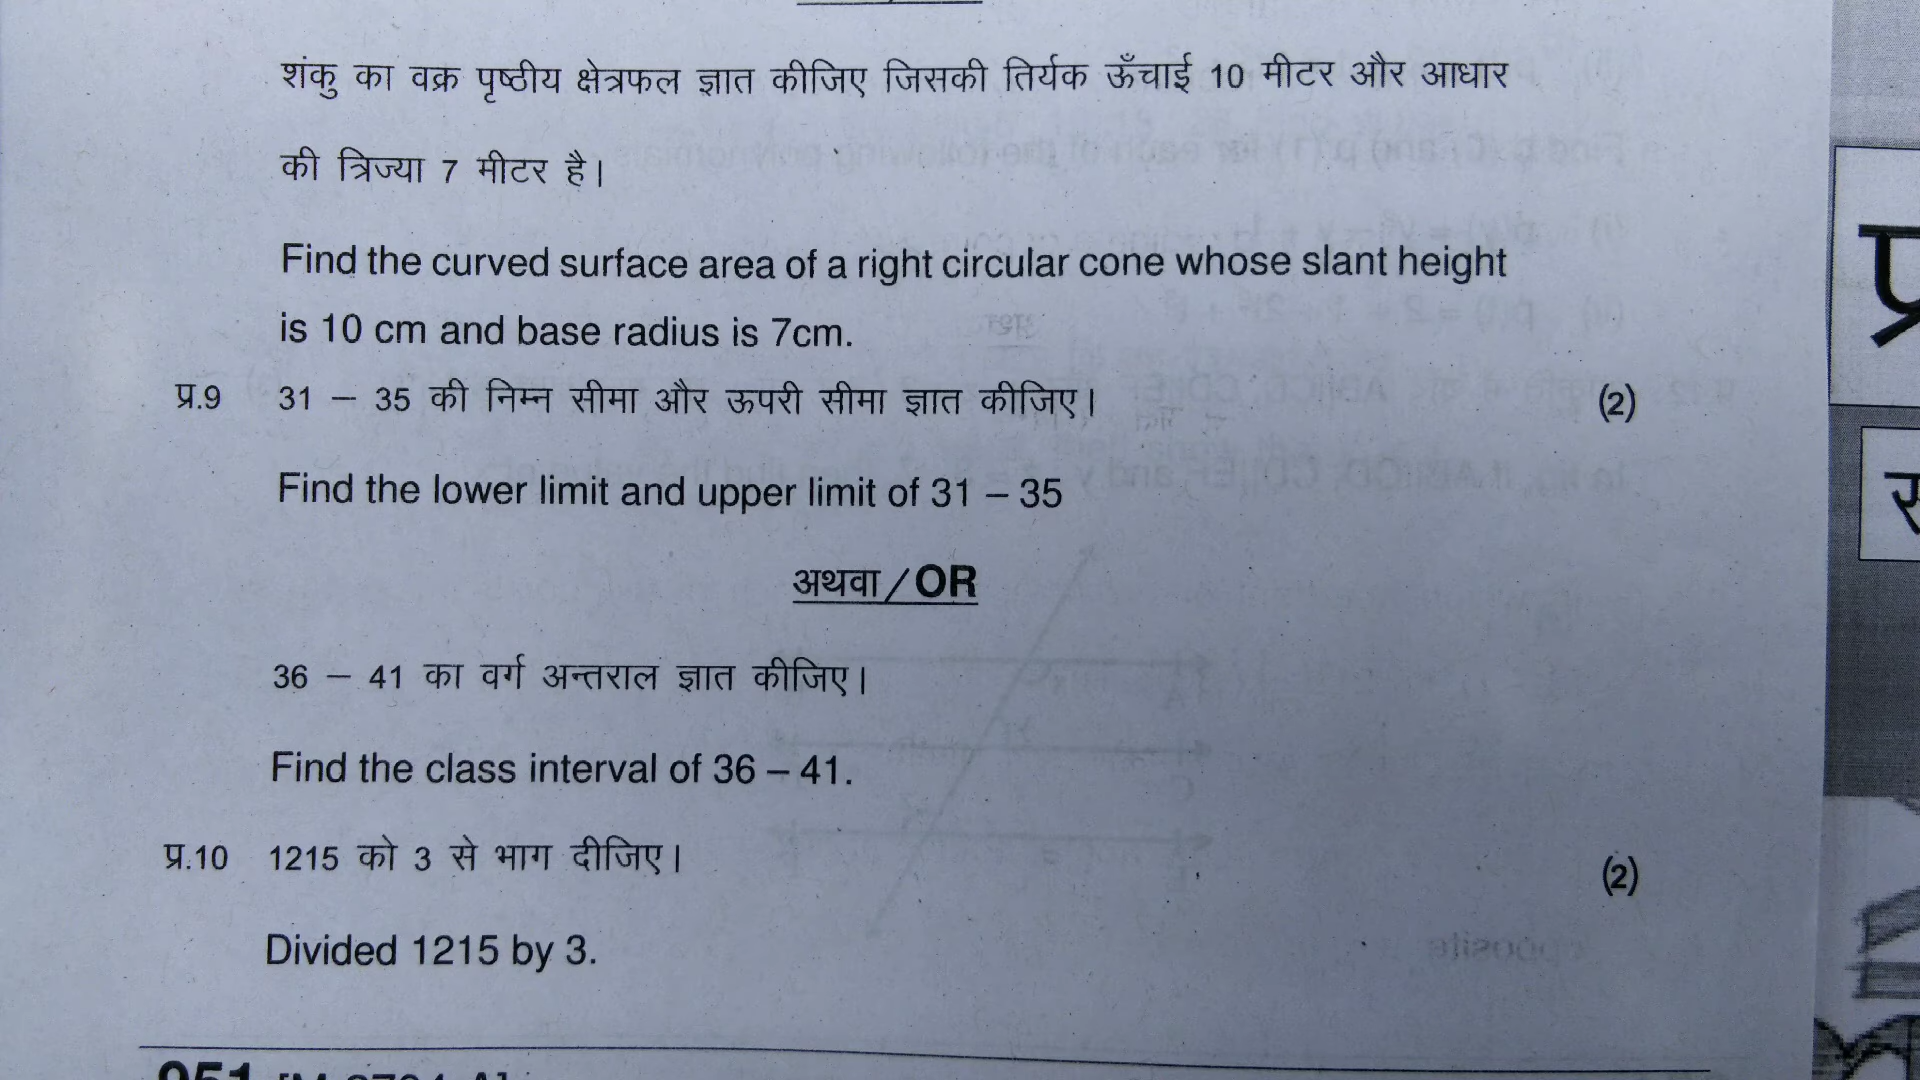 शंकु का वक्र पृष्ठीय क्षेत्रफल ज्ञात कीजिए जिसकी तिर्यक ऊँचाई 10 मीटर और आधार
की त्रिज्या 7 मीटर है।
Find the curved surface area of a right circular cone whose slant height
is 10 cm and base radius is 7cm.
प्र.9 31 – 35 की निम्न सीमा और ऊपरी सीमा ज्ञात कीजिए। (2)
Find the lower limit and upper limit of 31 – 35
अथवा / OR
36 – 41 का वर्ग अन्तराल ज्ञात कीजिए।
Find the class interval of 36 – 41.
प्र.10 1215 को 3 से भाग दीजिए। (2)
Divided 1215 by 3.